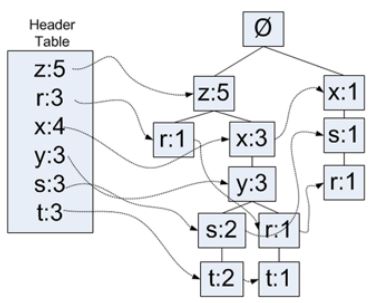 Header
Table
z:5
r:3
x:4
y:3
s:3
t:3
Ø
z:5
x:1
r:1
x:3
s:1
y:3
r:1
s:2
r:1
t:2
t:1